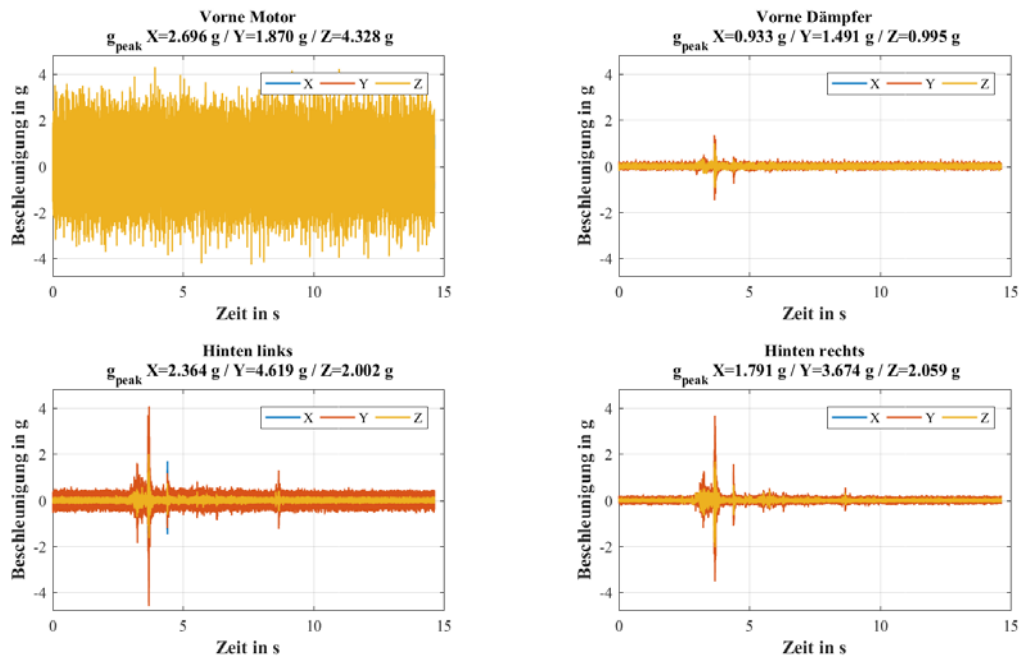 Vorne Motor
g_peak X=2.696 g / Y=1.870 g / Z=4.328 g
X Y Z
Beschleunigung in g
4
2
0
-2
-4
0 5 10 15
Zeit in s
Vorne Dämpfer
g_peak X=0.933 g / Y=1.491 g / Z=0.995 g
X Y Z
Beschleunigung in g
4
2
0
-2
-4
0 5 10 15
Zeit in s
Hinten links
g_peak X=2.364 g / Y=4.619 g / Z=2.002 g
X Y Z
Beschleunigung in g
4
2
0
-2
-4
0 5 10 15
Zeit in s
Hinten rechts
g_peak X=1.791 g / Y=3.674 g / Z=2.059 g
X Y Z
Beschleunigung in g
4
2
0
-2
-4
0 5 10 15
Zeit in s